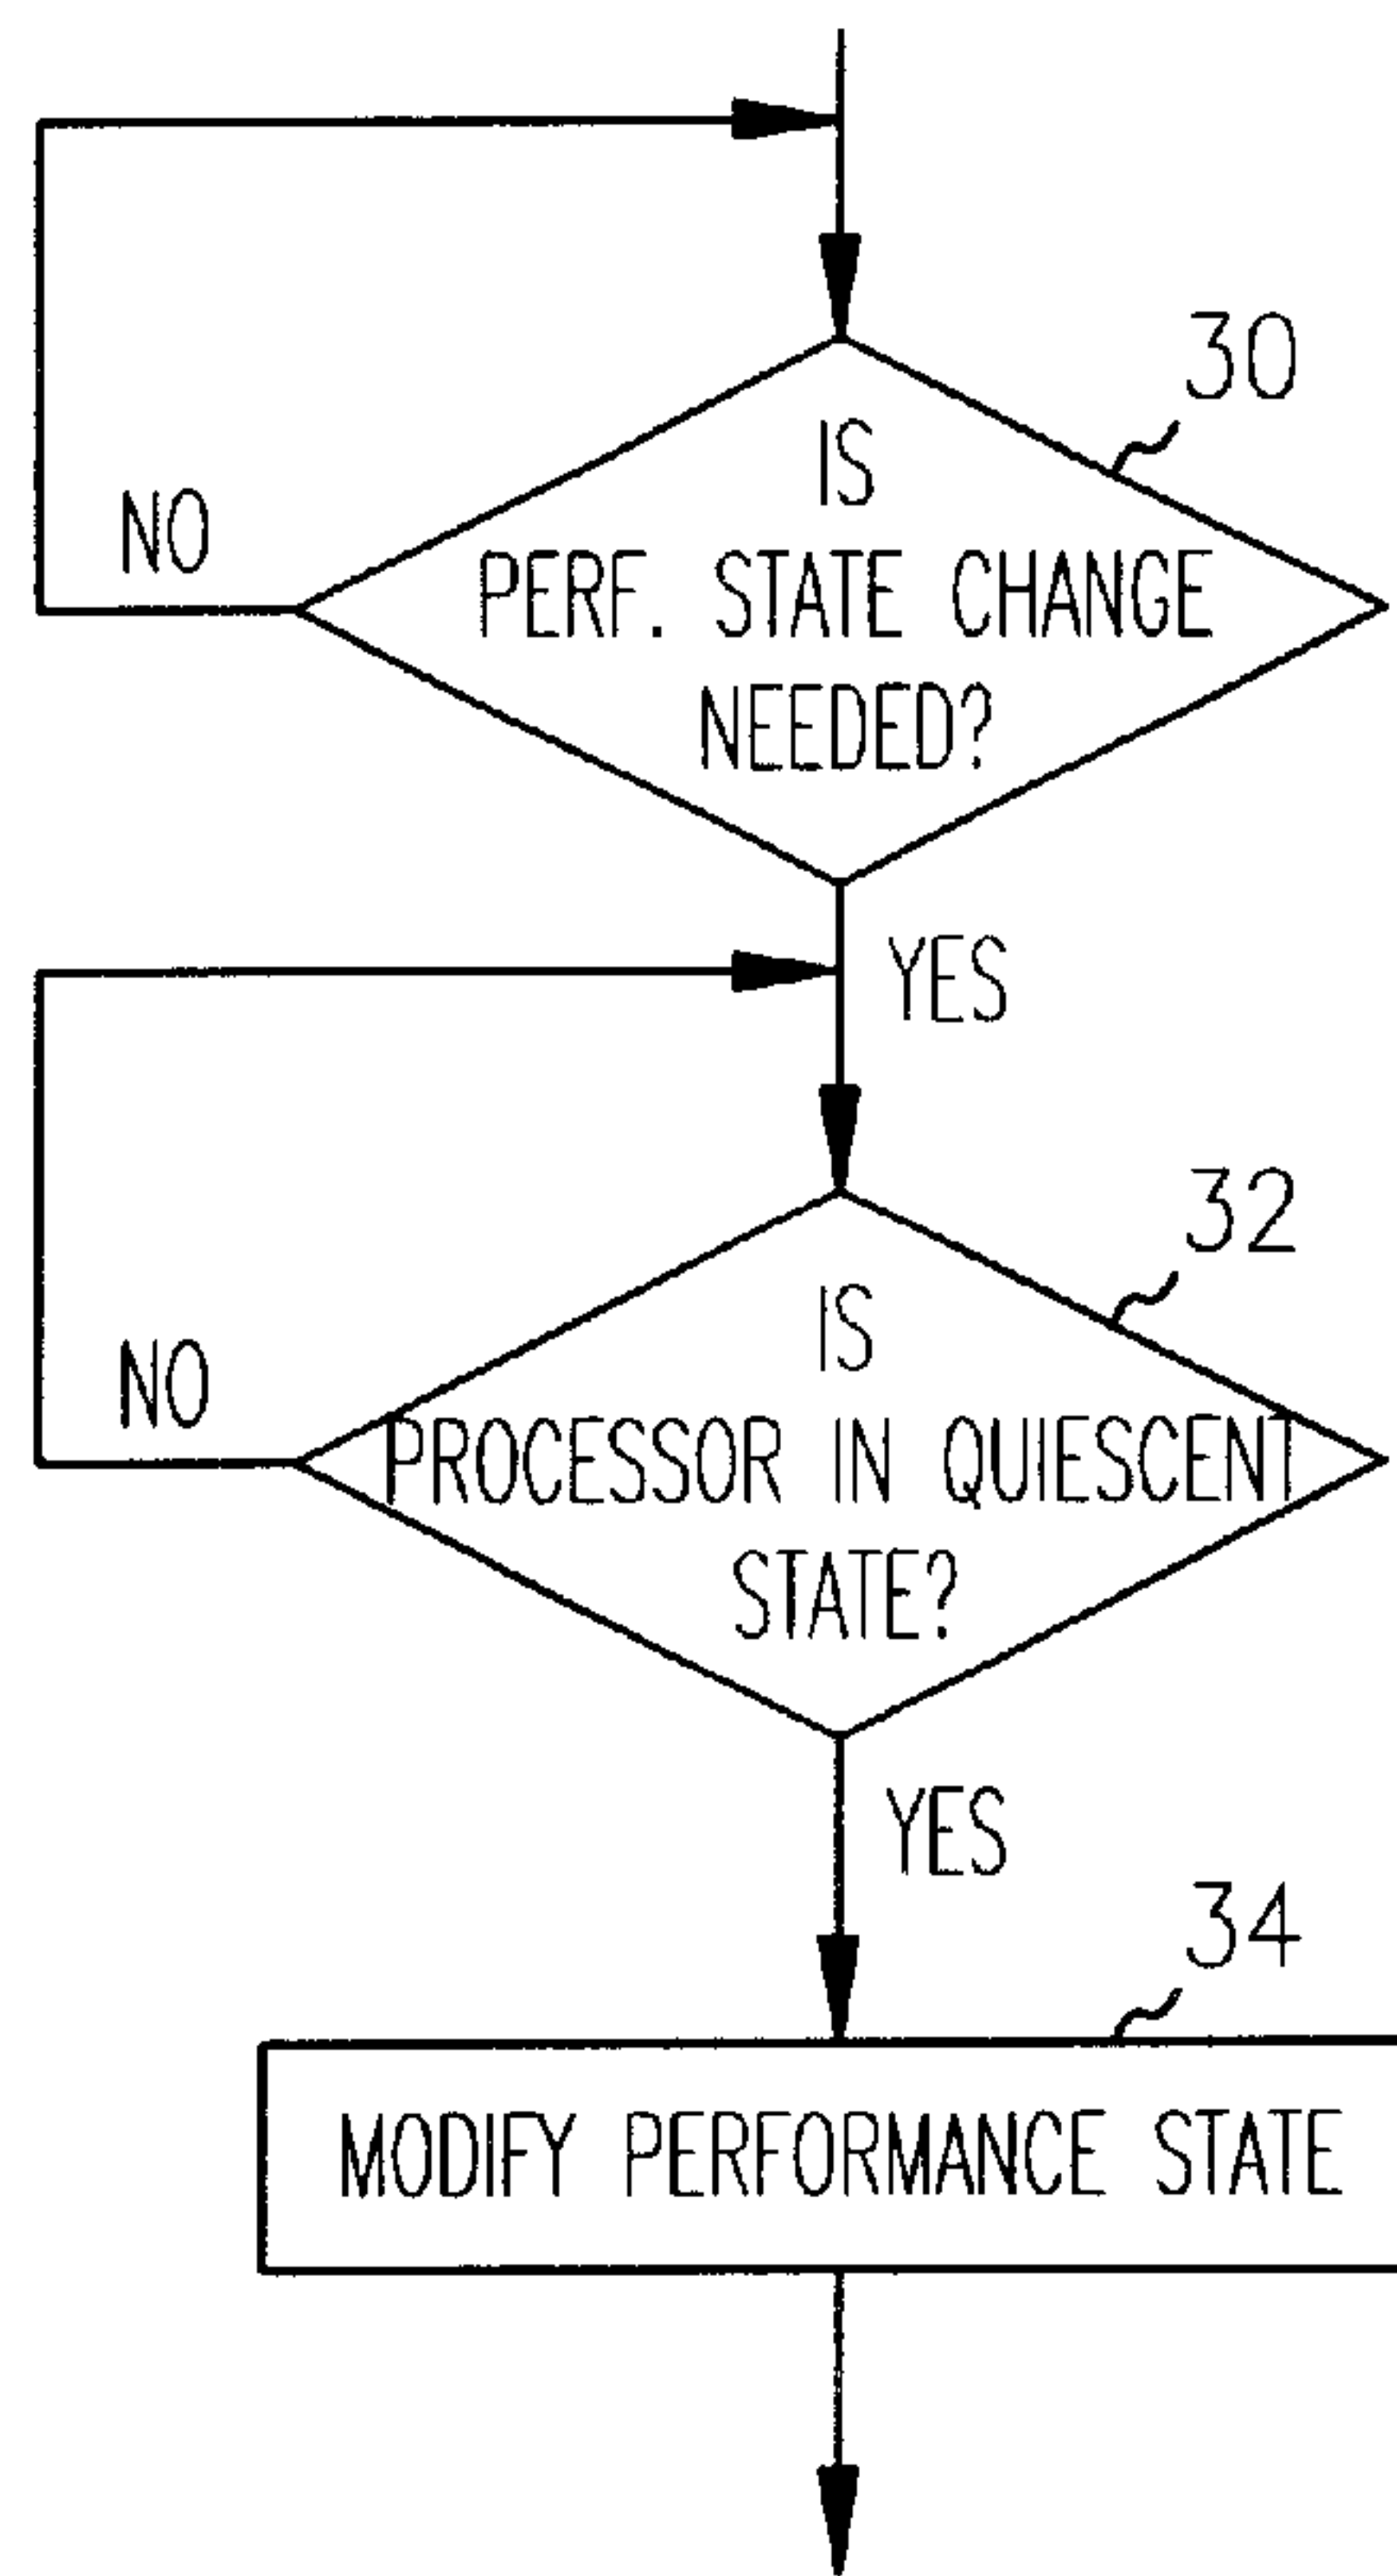 30
IS
PERF. STATE CHANGE
NEEDED?
NO
YES
32
IS
PROCESSOR IN QUIESCENT
STATE?
NO
YES
34
MODIFY PERFORMANCE STATE